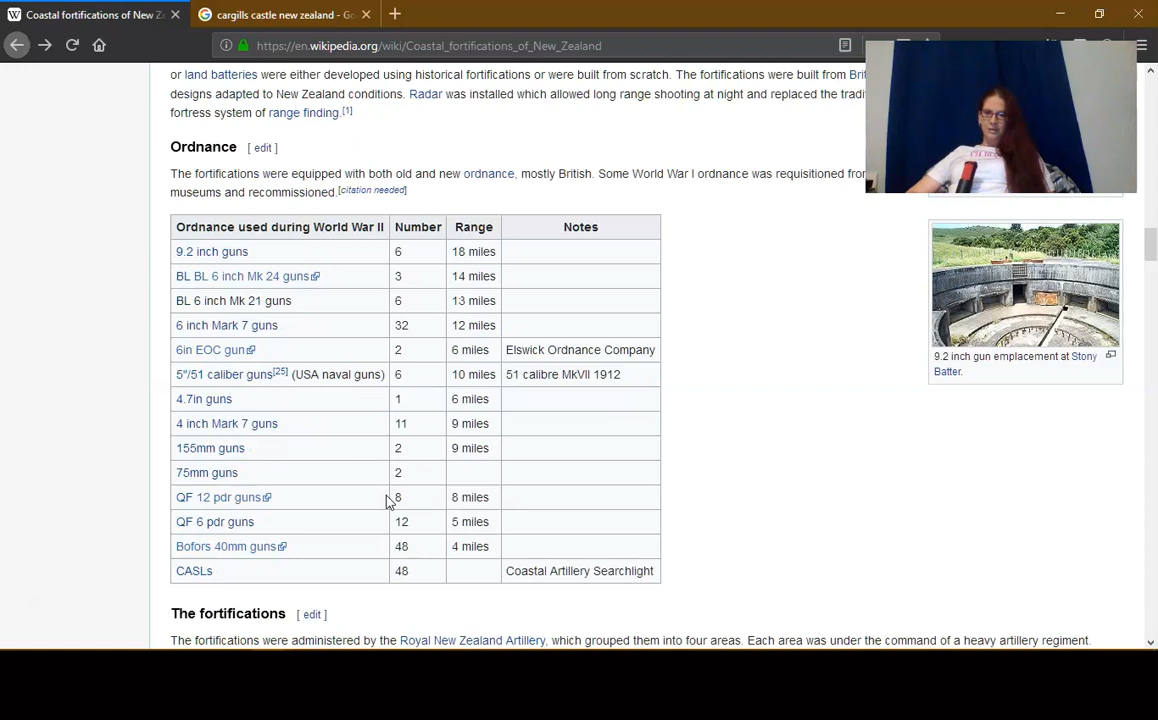 Coastal fortifications of New Z
cargills castle new zealand - Go
https://en.wikipedia.org/wiki/Coastal_fortifications_of_New_Zealand
or land batteries were either developed using historical fortifications or were built from scratch. The fortifications were built from Brit
designs adapted to New Zealand conditions. Radar was installed which allowed long range shooting at night and replaced the tradi
fortress system of range finding.[1]
Ordnance [ edit ]
The fortifications were equipped with both old and new ordnance, mostly British. Some World War I ordnance was requisitioned from
museums and recommissioned.[citation needed]
Ordnance used during World War II Number Range Notes
9.2 inch guns 6 18 miles
BL BL 6 inch Mk 24 guns 3 14 miles
BL 6 inch Mk 21 guns 6 13 miles
6 inch Mark 7 guns 32 12 miles
6in EOC gun 2 6 miles Elswick Ordnance Company
5"/51 caliber guns[25] (USA naval guns) 6 10 miles 51 calibre MkVII 1912
4.7in guns 1 6 miles
4 inch Mark 7 guns 11 9 miles
155mm guns 2 9 miles
75mm guns 2
QF 12 pdr guns 8 8 miles
QF 6 pdr guns 12 5 miles
Bofors 40mm guns 48 4 miles
CASLs 48 Coastal Artillery Searchlight
9.2 inch gun emplacement at Stony
Batter.
The fortifications [ edit ]
The fortifications were administered by the Royal New Zealand Artillery, which grouped them into four areas. Each area was under the command of a heavy artillery regiment.